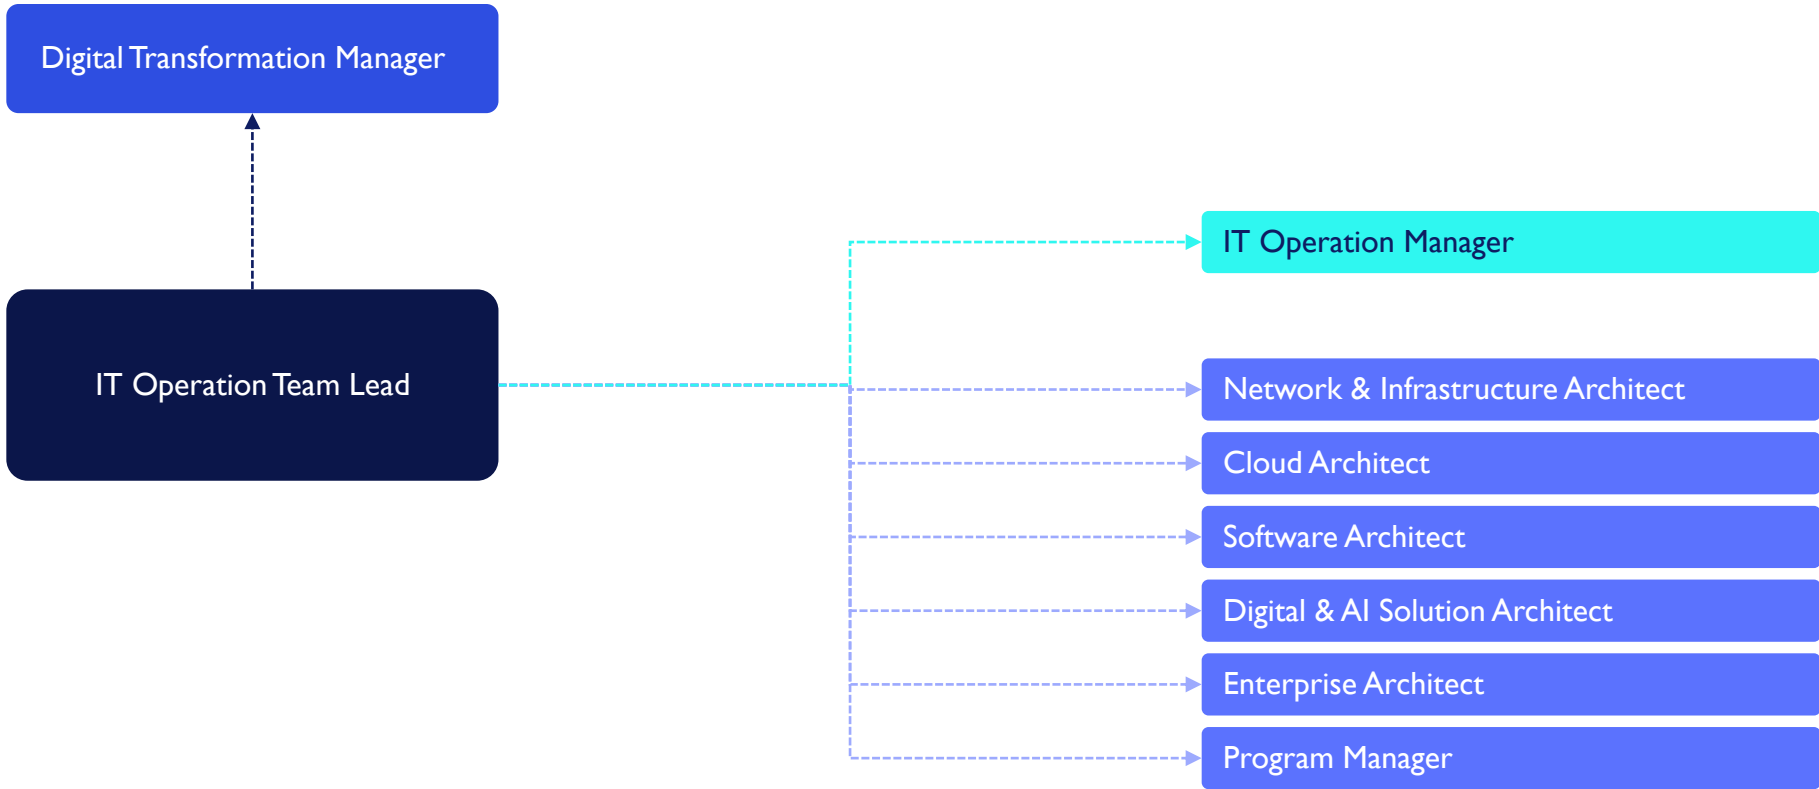 Digital Transformation Manager
IT Operation Manager
IT Operation Team Lead
Network & Infrastructure Architect
Cloud Architect
Software Architect
Digital & AI Solution Architect
Enterprise Architect
Program Manager